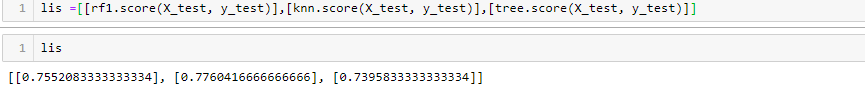 1 lis =[[rf1.score(X_test, y_test)],[knn.score(X_test, y_test)],[tree.score(X_test, y_test)]]
1 lis
[[0.7552083333333334], [0.7760416666666666], [0.7395833333333334]]